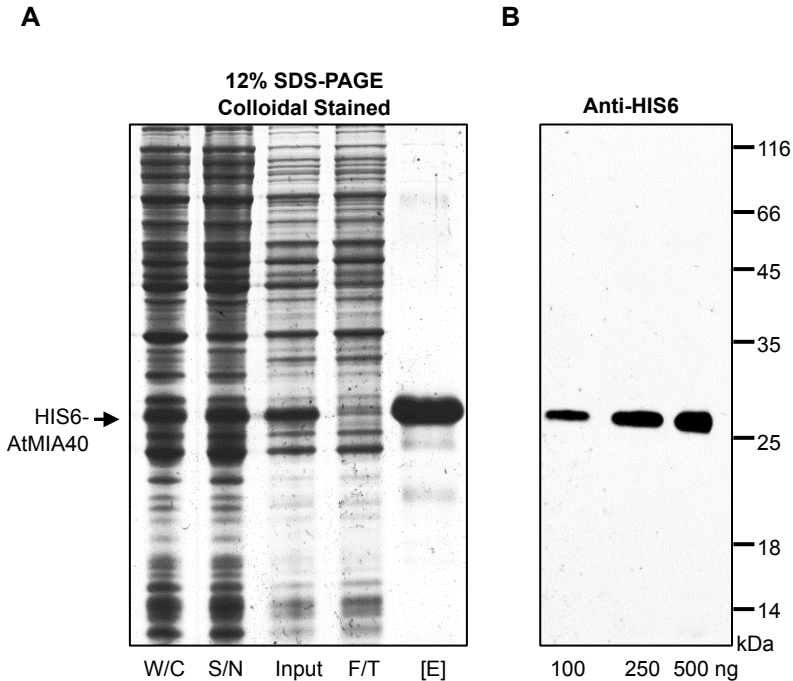 A
B
12% SDS-PAGE
Colloidal Stained
Anti-HIS6
116
66
45
35
HIS6-
AtMIA40
25
18
14
kDa
W/C S/N Input F/T [E]
100 250 500 ng